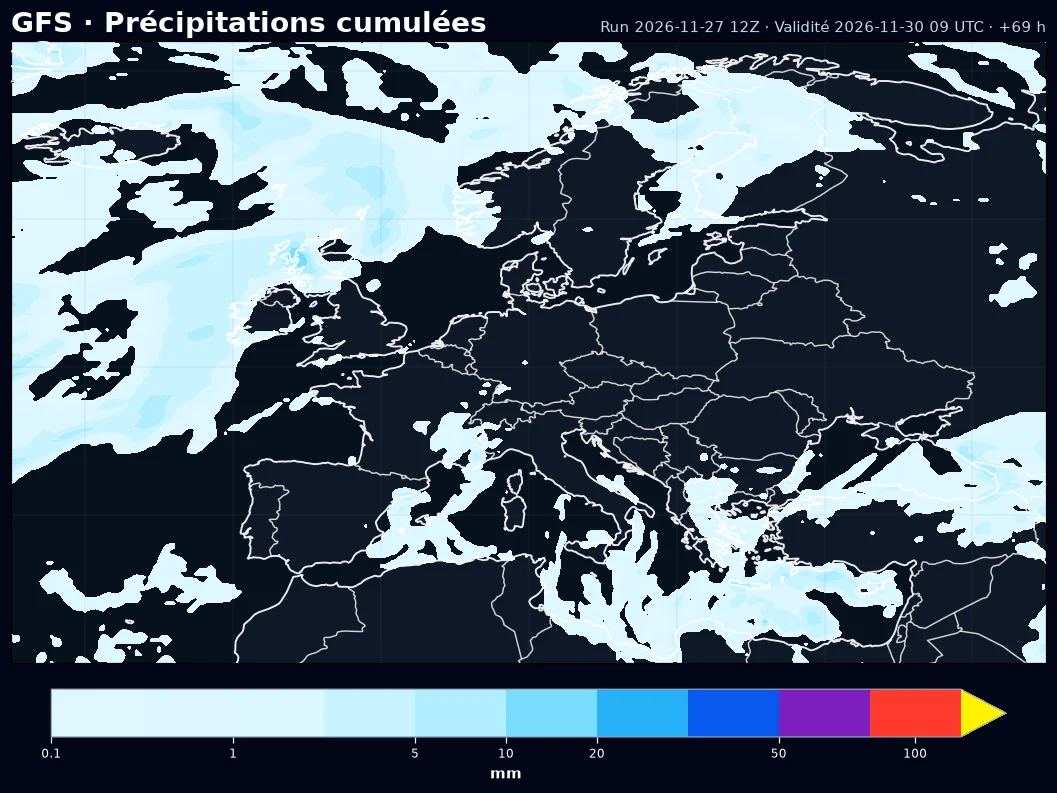 GFS · Précipitations cumulées
Run 2026-11-27 12Z · Validité 2026-11-30 09 UTC · +69 h
0.1 1 5 10 20 50 100
mm